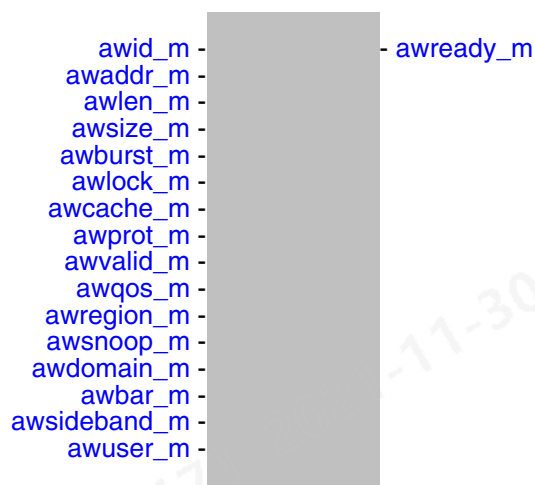 awid_m -
- awready_m
awaddr_m -
awlen_m -
awsize_m -
awburst_m -
awlock_m -
awcache_m -
awprot_m -
awvalid_m -
awqos_m -
awregion_m -
awsnoop_m -
awdomain_m -
awbar_m -
awsideband_m -
awuser_m -